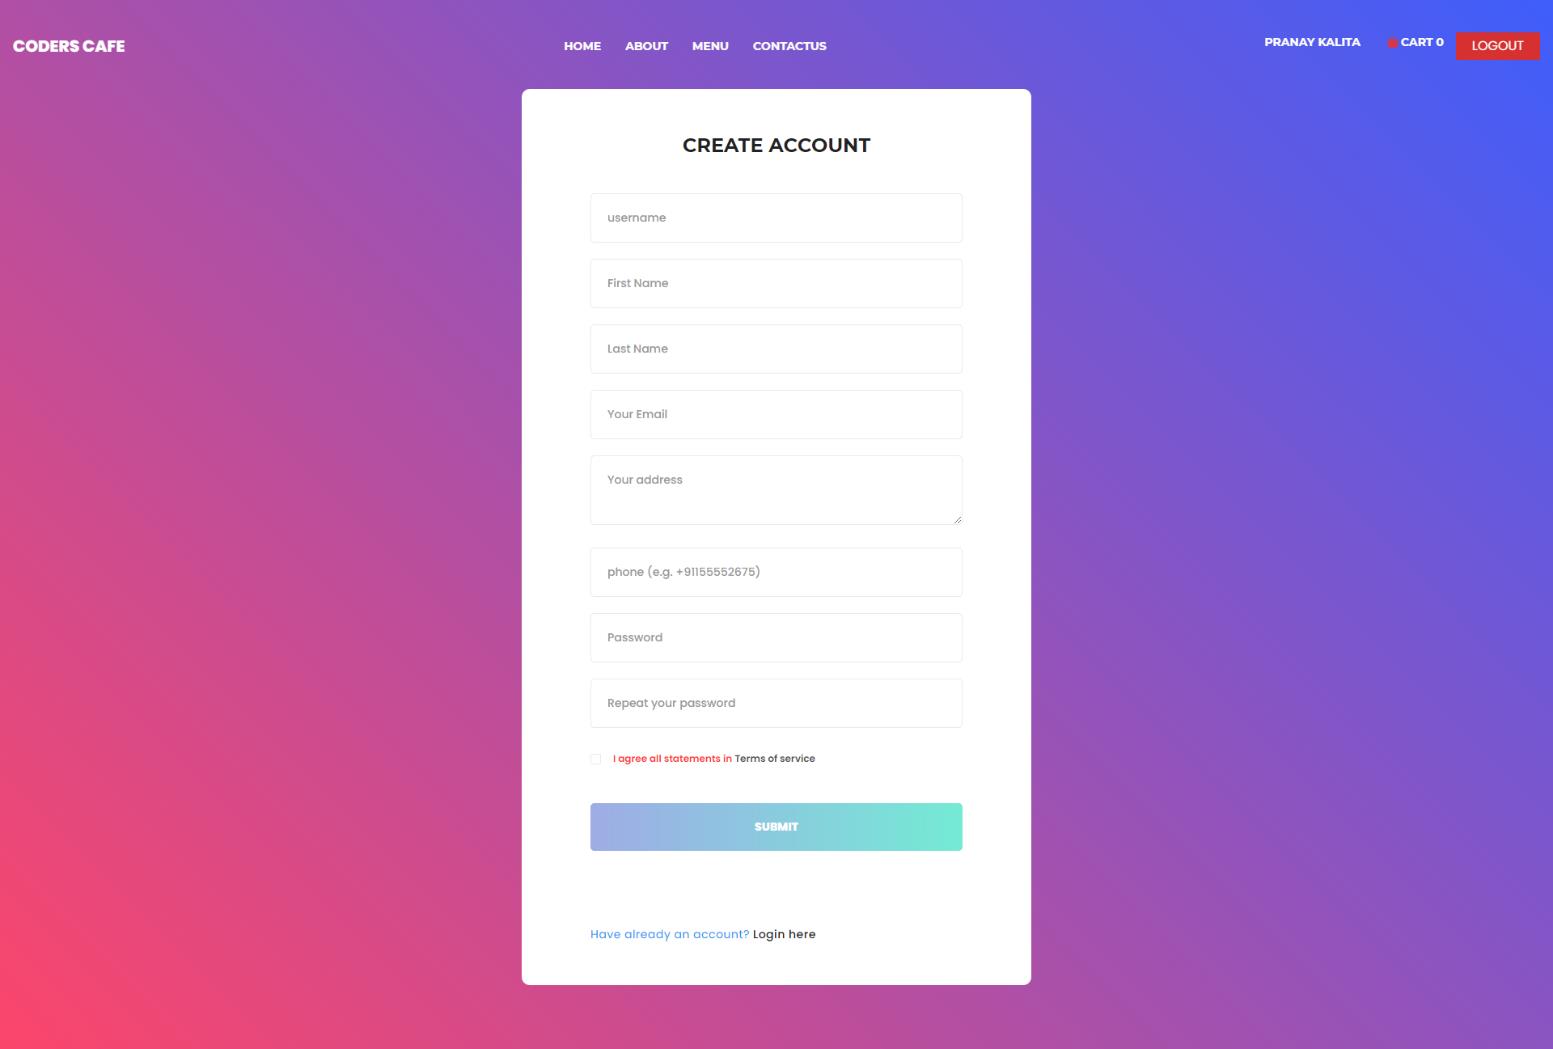 CODERS CAFE
HOME ABOUT MENU CONTACTUS
PRANAY KALITA CART 0 LOGOUT
CREATE ACCOUNT
username
First Name
Last Name
Your Email
Your address
phone (e.g. +91155552675)
Password
Repeat your password
I agree all statements in Terms of service
SUBMIT
Have already an account? Login here